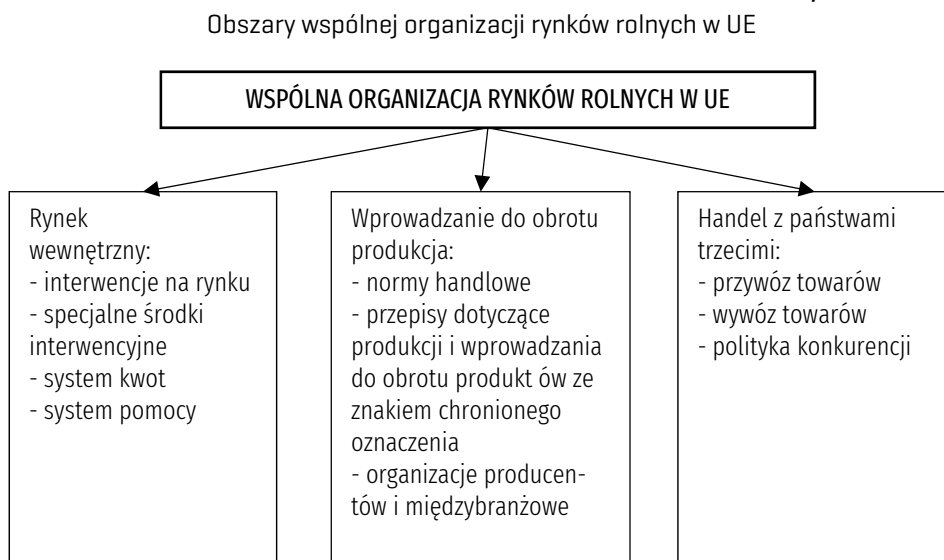 Obszary wspólnej organizacji rynków rolnych w UE
WSPÓLNA ORGANIZACJA RYNKÓW ROLNYCH W UE
Rynek
wewnętrzny:
- interwencje na rynku
- specjalne środki
interwencyjne
- system kwot
- system pomocy
Wprowadzanie do obrotu
produkcja:
- normy handlowe
- przepisy dotyczące
produkcji i wprowadzania
do obrotu produkt ów ze
znakiem chronionego
oznaczenia
- organizacje producen-
tów i międzybranżowe
Handel z państwami
trzecimi:
- przywóz towarów
- wywóz towarów
- polityka konkurencji